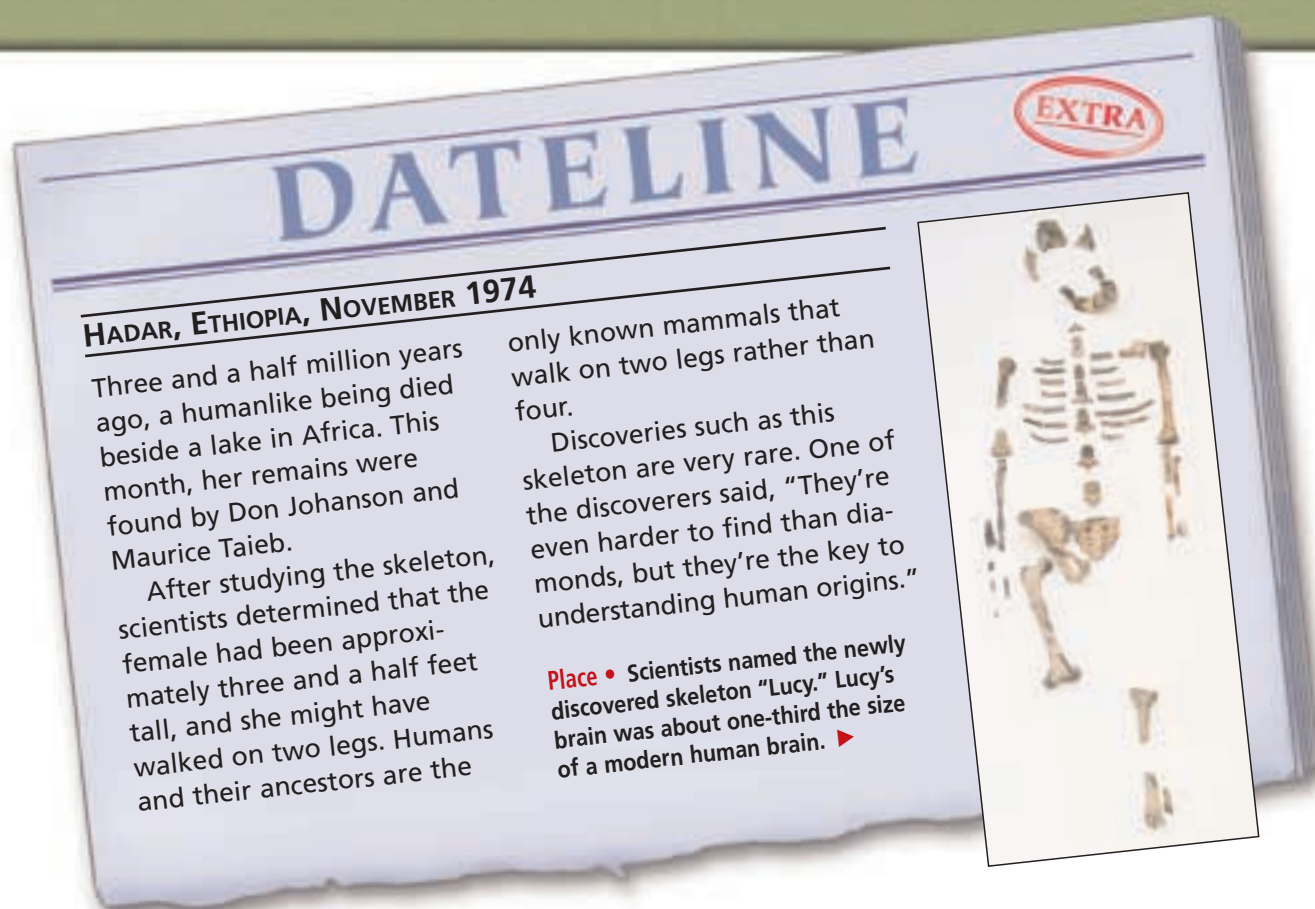 DATELINE
EXTRA
HADAR, ETHIOPIA, NOVEMBER 1974
Three and a half million years
ago, a humanlike being died
beside a lake in Africa. This
month, her remains were
found by Don Johanson and
Maurice Taieb.
After studying the skeleton,
scientists determined that the
female had been approxi-
mately three and a half feet
tall, and she might have
walked on two legs. Humans
and their ancestors are the
only known mammals that
walk on two legs rather than
four.
Discoveries such as this
skeleton are very rare. One of
the discoverers said, “They’re
even harder to find than dia-
monds, but they’re the key to
understanding human origins.”
Place • Scientists named the newly
discovered skeleton “Lucy.” Lucy’s
brain was about one-third the size
of a modern human brain. ▶